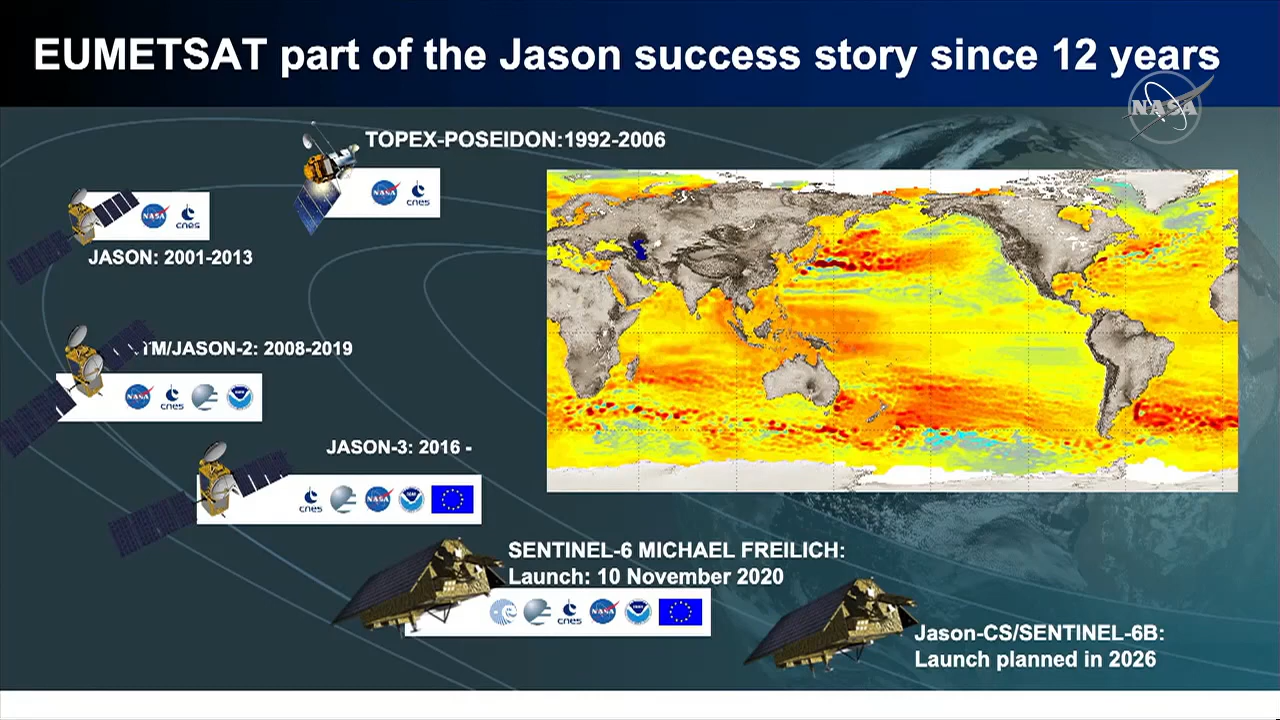 EUMETSAT part of the Jason success story since 12 years
NASA
TOPEX-POSEIDON:1992-2006
NASA
cnes
NASA
cnes
JASON: 2001-2013
TM/JASON-2: 2008-2019
NASA
cnes
JASON-3: 2016 -
cnes
NASA
SENTINEL-6 MICHAEL FREILICH:
Launch: 10 November 2020
cnes
NASA
Jason-CS/SENTINEL-6B:
Launch planned in 2026